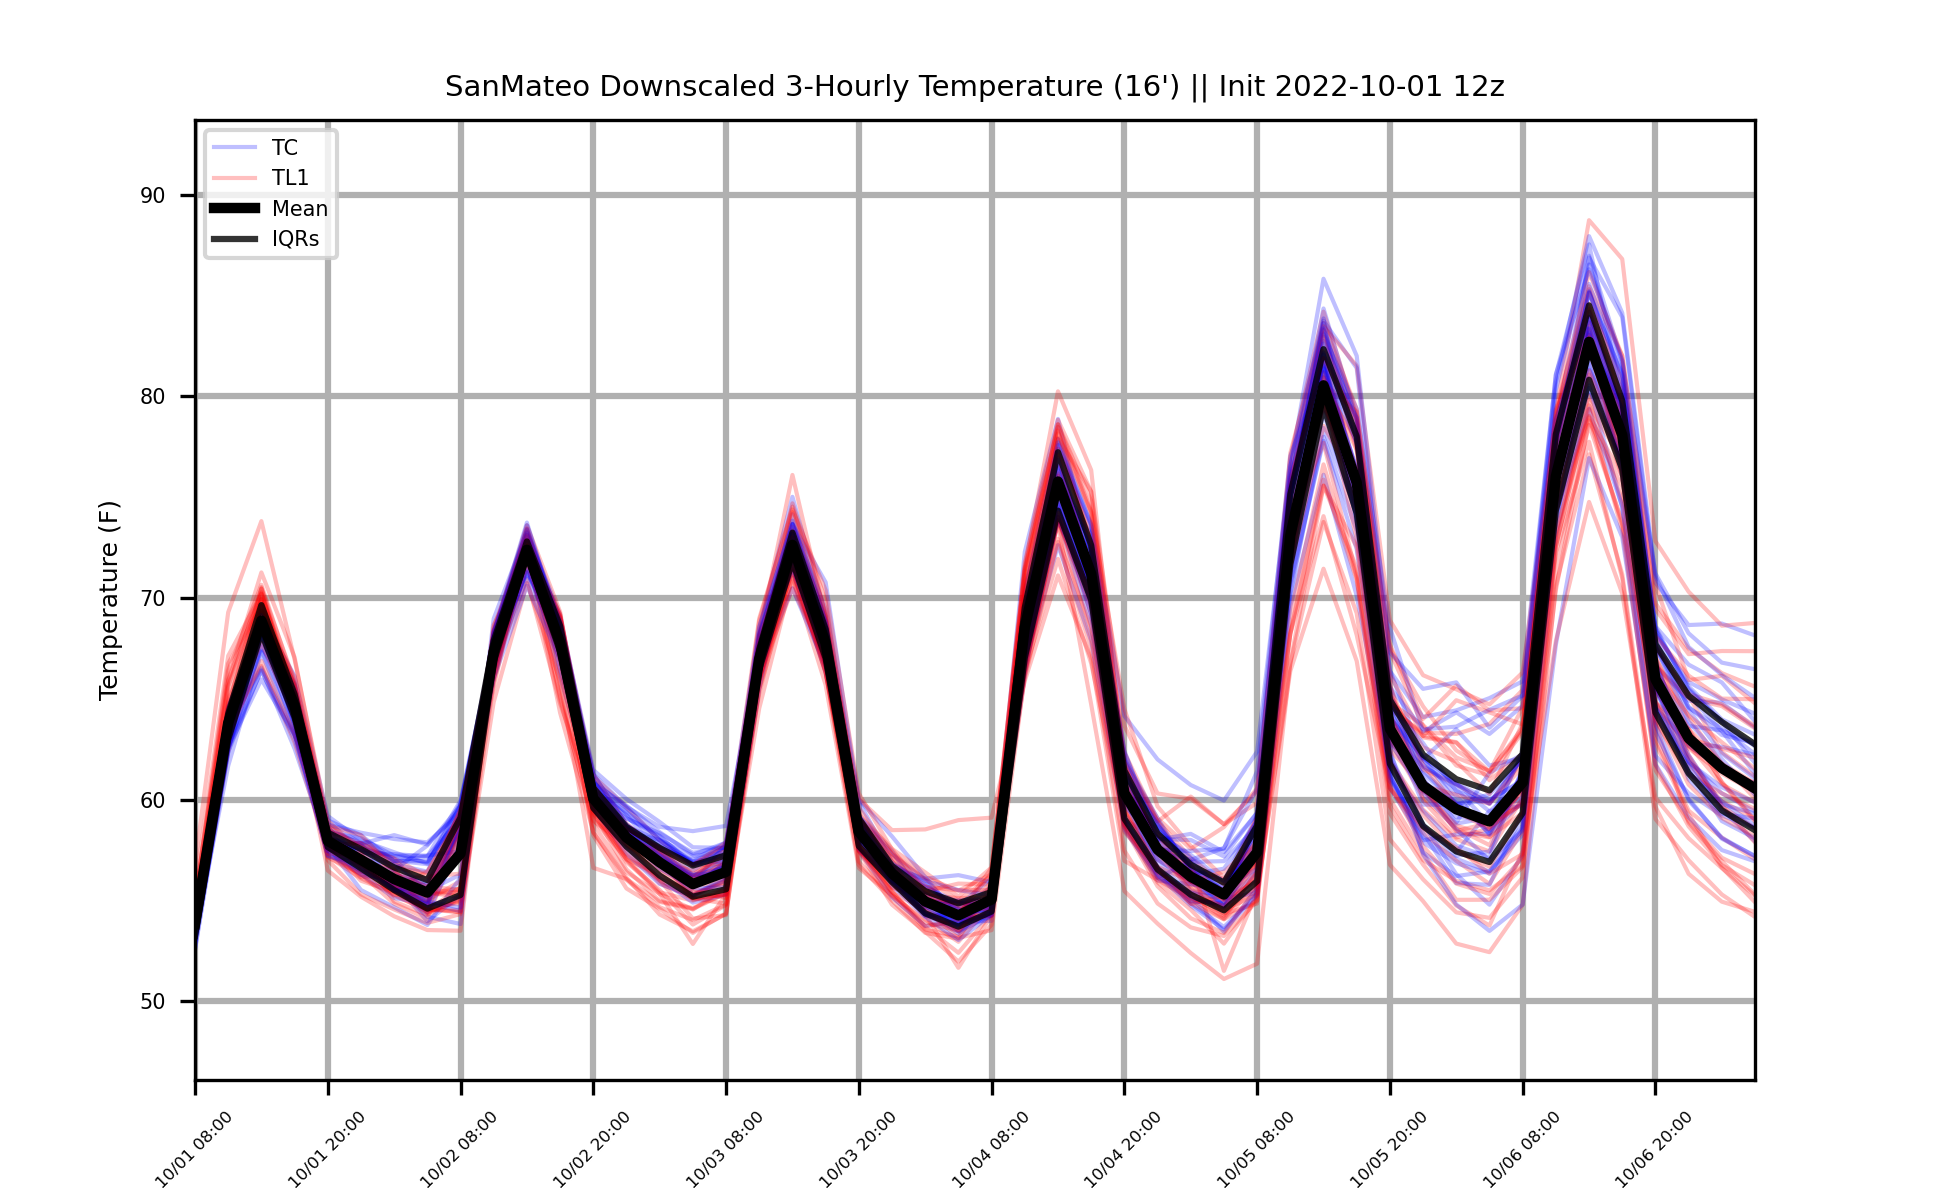 SanMateo Downscaled 3-Hourly Temperature (16') || Init 2022-10-01 12z
TC
TL1
Mean
IQRs
Temperature (F)
90
80
70
60
50
10/01 08:00
10/01 20:00
10/02 08:00
10/02 20:00
10/03 08:00
10/03 20:00
10/04 08:00
10/04 20:00
10/05 08:00
10/05 20:00
10/06 08:00
10/06 20:00